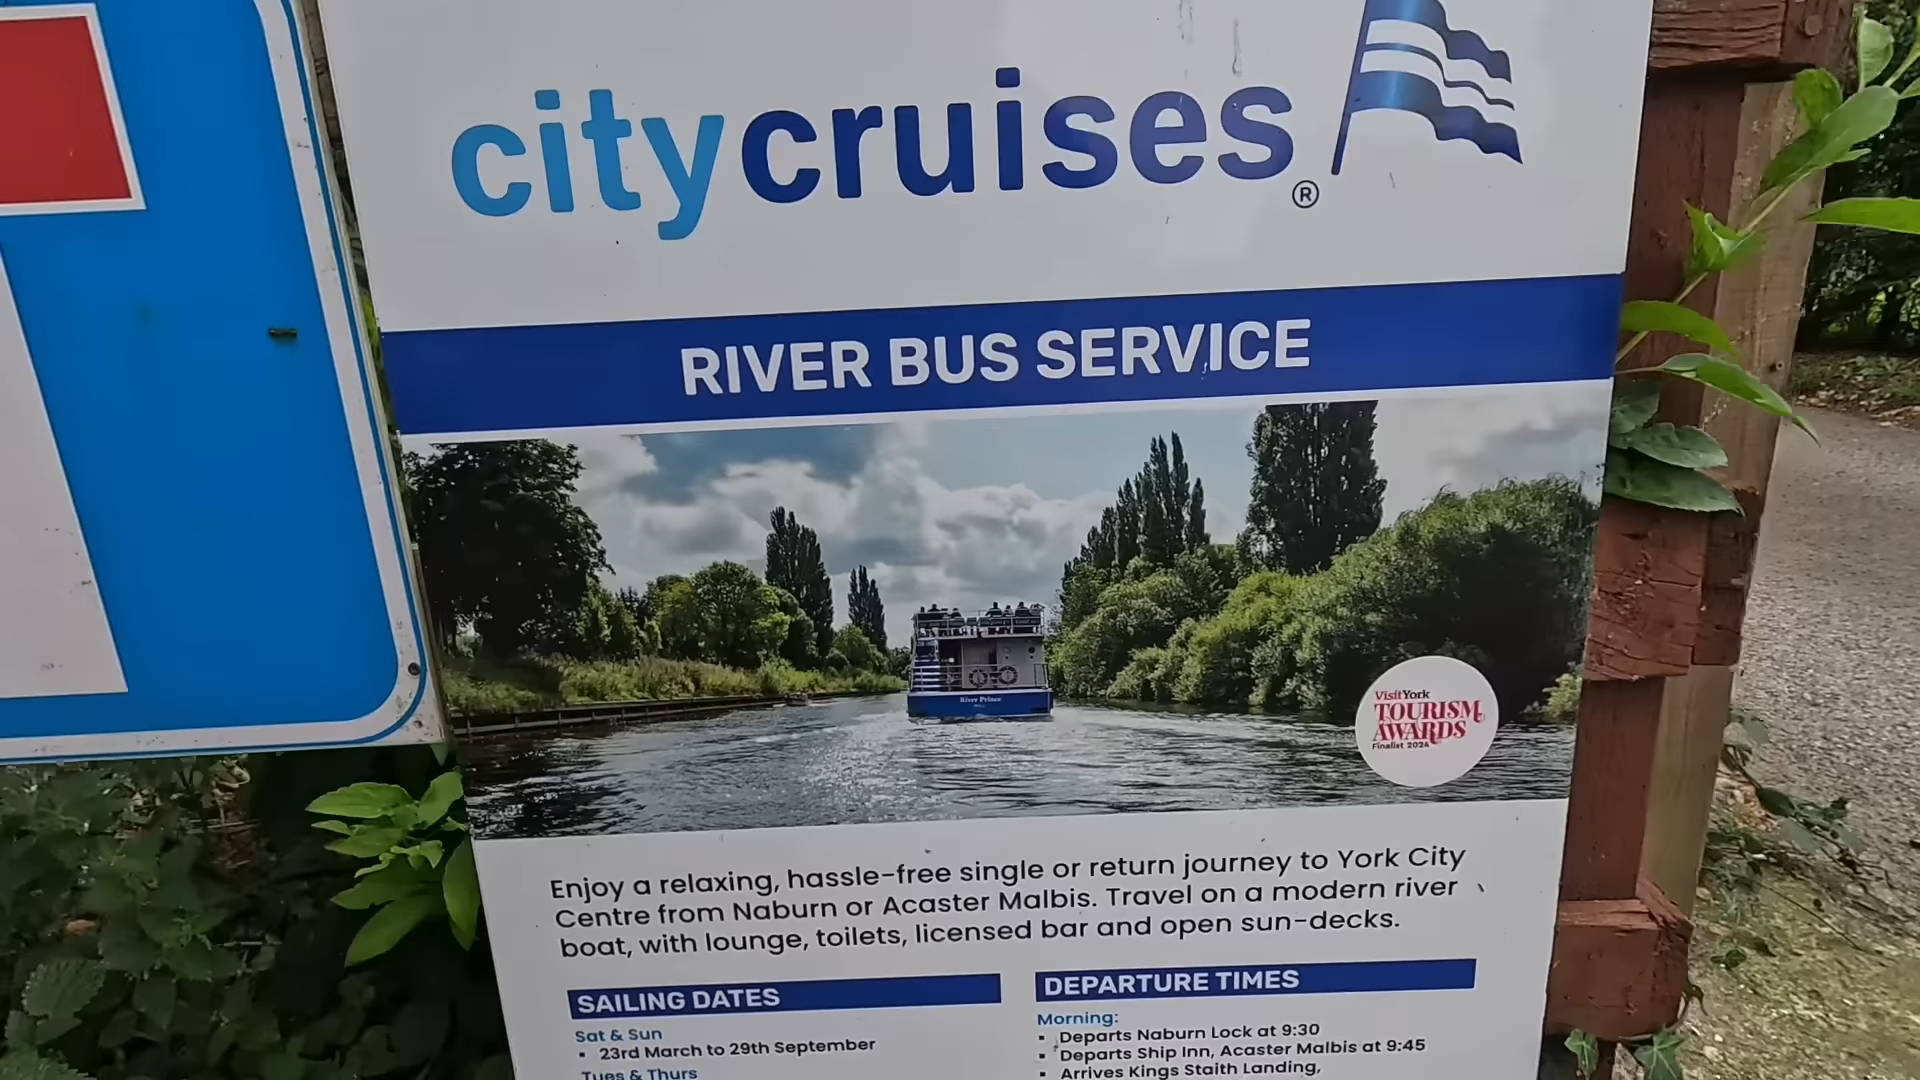 citycruises®
RIVER BUS SERVICE
River Prince
VisitYork
TOURISM
AWARDS
Finalist 2024
Enjoy a relaxing, hassle-free single or return journey to York City
Centre from Naburn or Acaster Malbis. Travel on a modern river
boat, with lounge, toilets, licensed bar and open sun-decks.
SAILING DATES
Sat & Sun
▪ 23rd March to 29th September
Tues & Thurs
DEPARTURE TIMES
Morning:
▪ Departs Naburn Lock at 9:30
▪ Departs Ship Inn, Acaster Malbis at 9:45
▪ Arrives Kings Staith Landing,